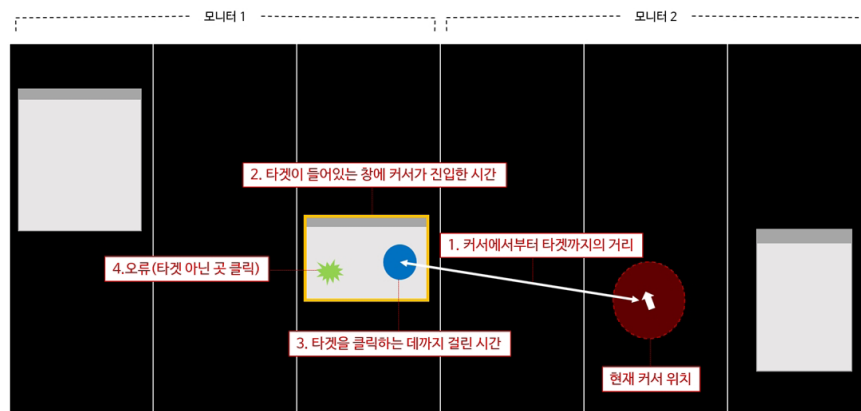 모니터 1
모니터 2
2. 타겟이 들어있는 창에 커서가 진입한 시간
1. 커서에서부터 타겟까지의 거리
4.오류(타겟 아닌 곳 클릭)
3. 타겟을 클릭하는 데까지 걸린 시간
현재 커서 위치